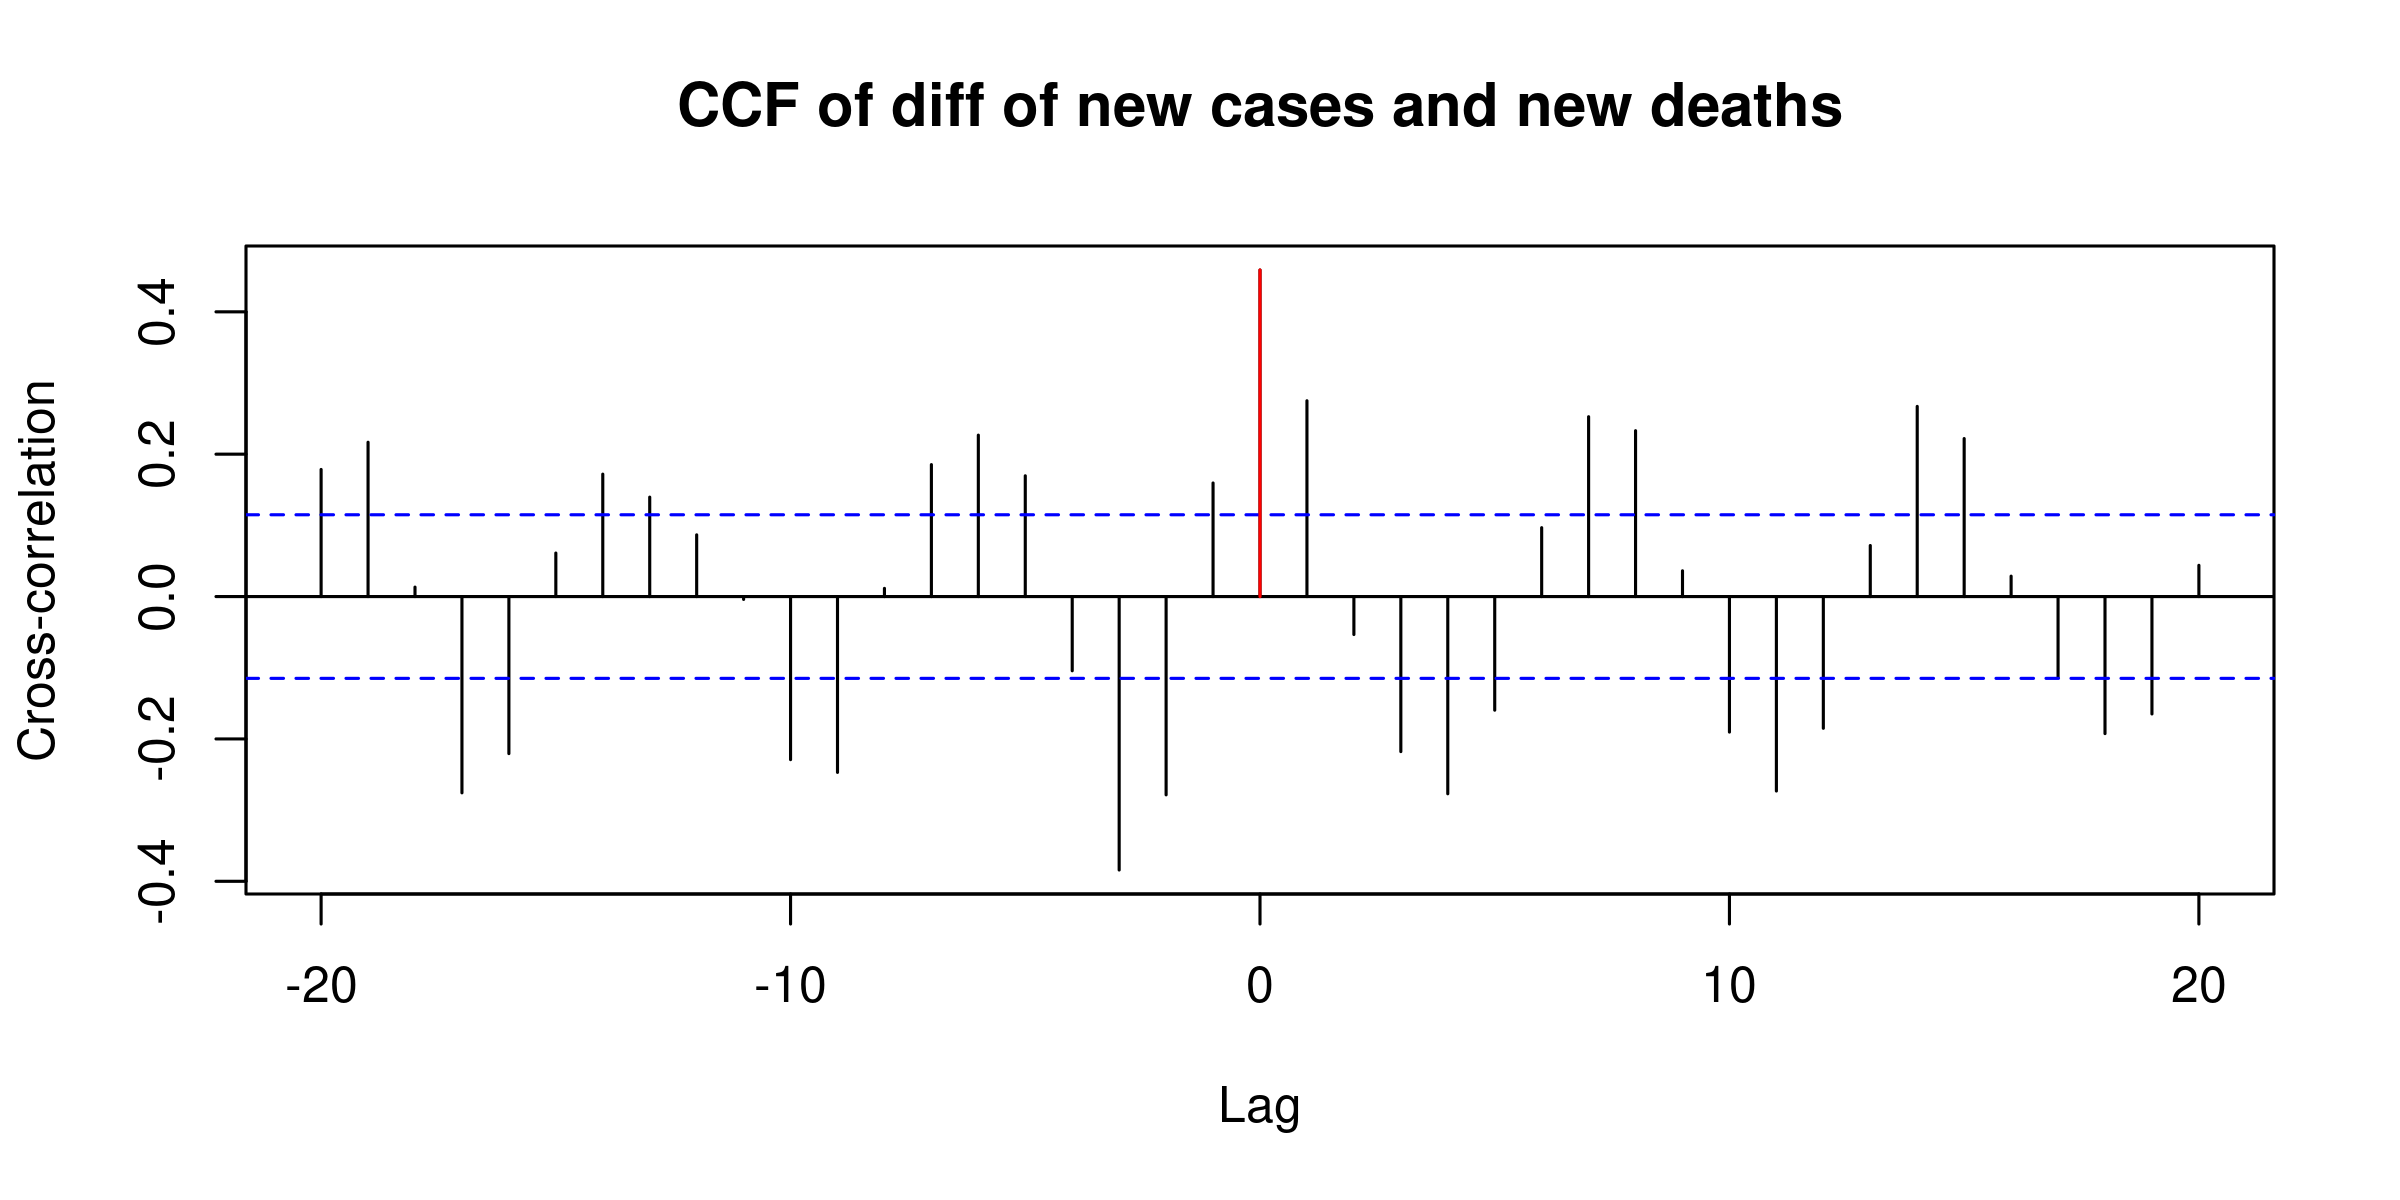 CCF of diff of new cases and new deaths
Cross-correlation
0.4
0.2
0.0
-0.2
-0.4
-20 -10 0 10 20
Lag